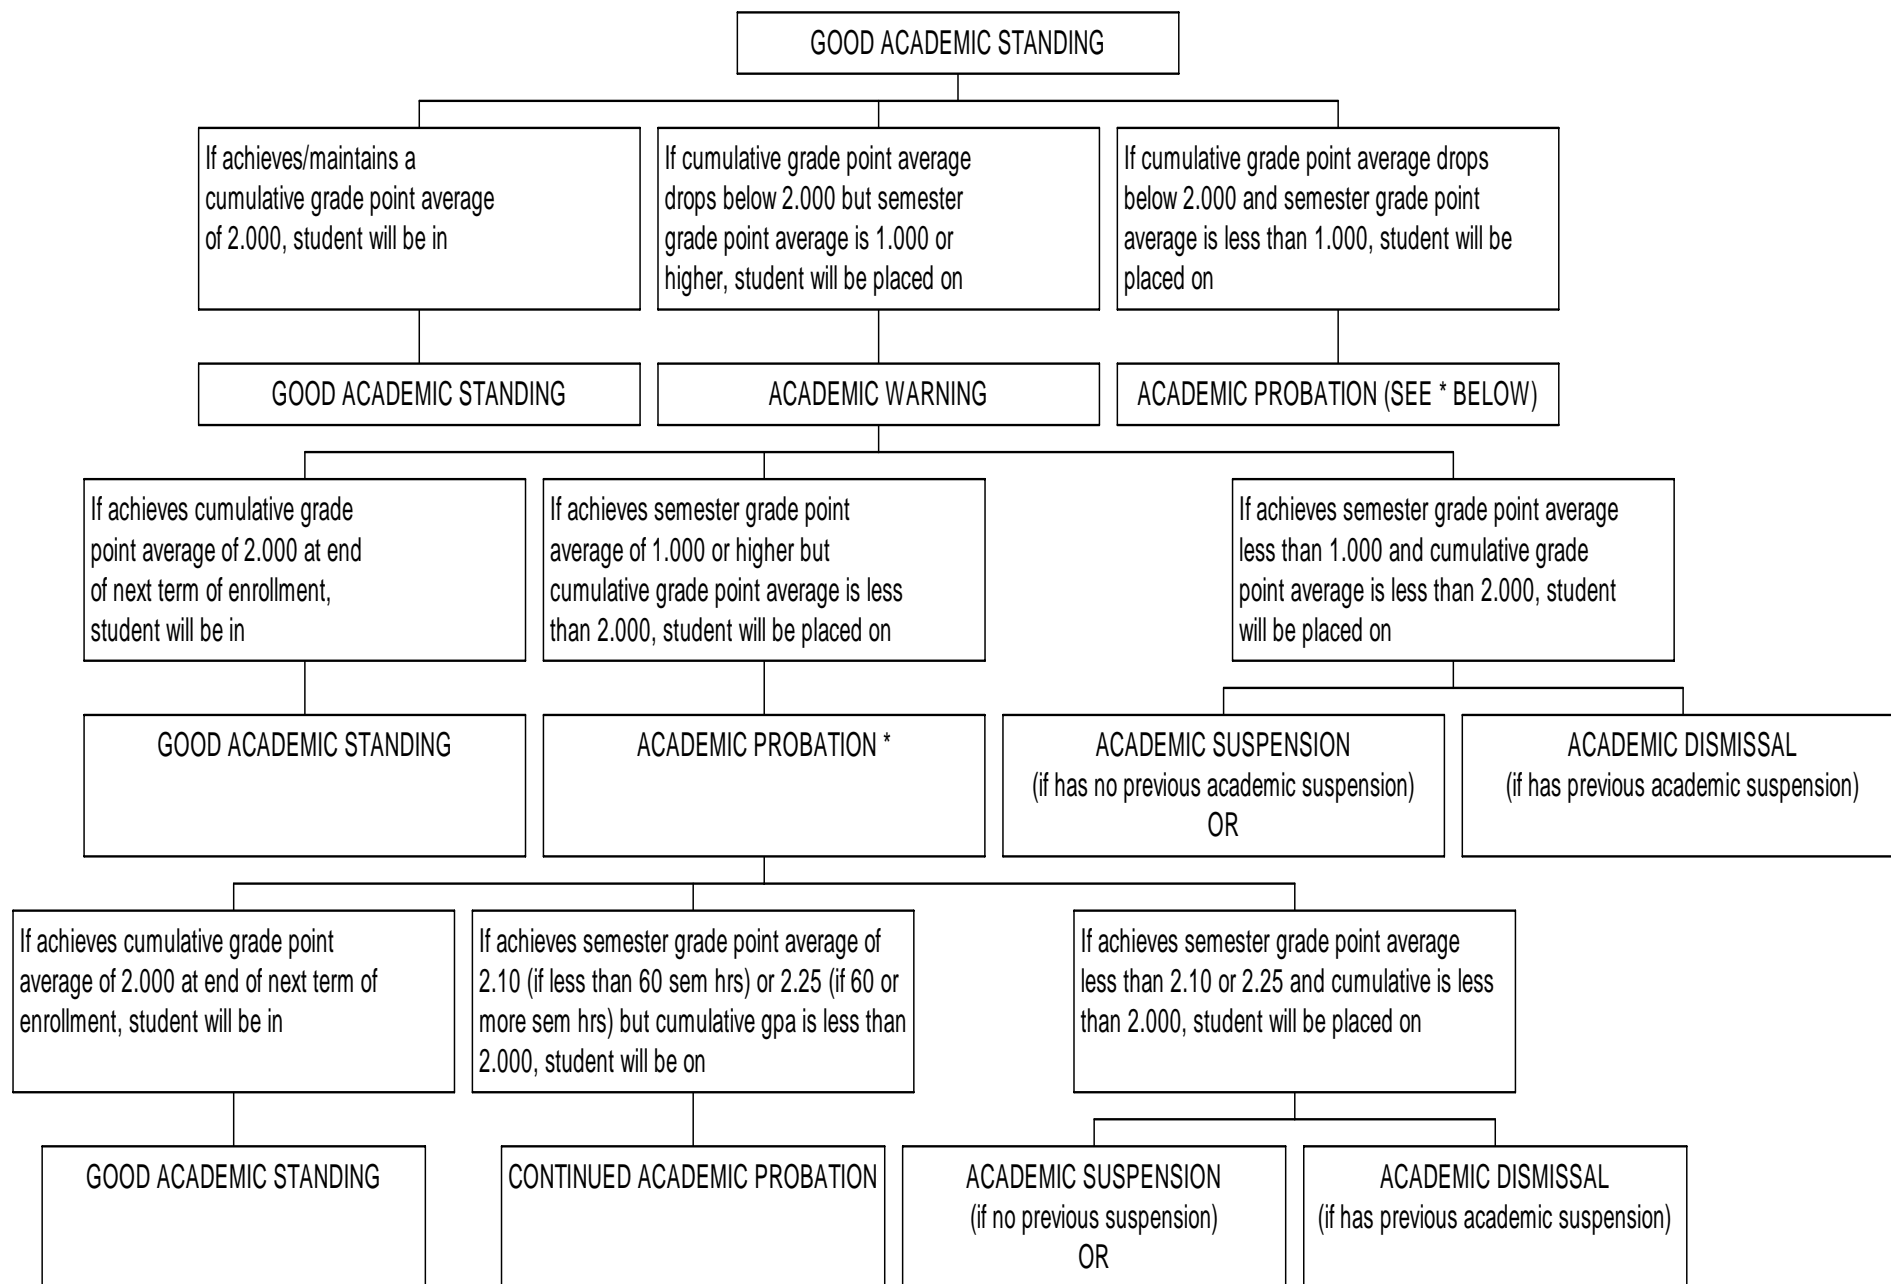 GOOD ACADEMIC STANDING
If achieves/maintains a
cumulative grade point average
of 2.000, student will be in
If cumulative grade point average
drops below 2.000 but semester
grade point average is 1.000 or
higher, student will be placed on
If cumulative grade point average drops
below 2.000 and semester grade point
average is less than 1.000, student will be
placed on
GOOD ACADEMIC STANDING
ACADEMIC WARNING
ACADEMIC PROBATION (SEE * BELOW)
If achieves cumulative grade
point average of 2.000 at end
of next term of enrollment,
student will be in
If achieves semester grade point
average of 1.000 or higher but
cumulative grade point average is less
than 2.000, student will be placed on
If achieves semester grade point average
less than 1.000 and cumulative grade
point average is less than 2.000, student
will be placed on
GOOD ACADEMIC STANDING
ACADEMIC PROBATION *
ACADEMIC SUSPENSION
(if has no previous academic suspension)
OR
ACADEMIC DISMISSAL
(if has previous academic suspension)
If achieves cumulative grade point
average of 2.000 at end of next term of
enrollment, student will be in
If achieves semester grade point average of
2.10 (if less than 60 sem hrs) or 2.25 (if 60 or
more sem hrs) but cumulative gpa is less than
2.000, student will be on
If achieves semester grade point average
less than 2.10 or 2.25 and cumulative is less
than 2.000, student will be placed on
GOOD ACADEMIC STANDING
CONTINUED ACADEMIC PROBATION
ACADEMIC SUSPENSION
(if no previous suspension)
OR
ACADEMIC DISMISSAL
(if has previous academic suspension)